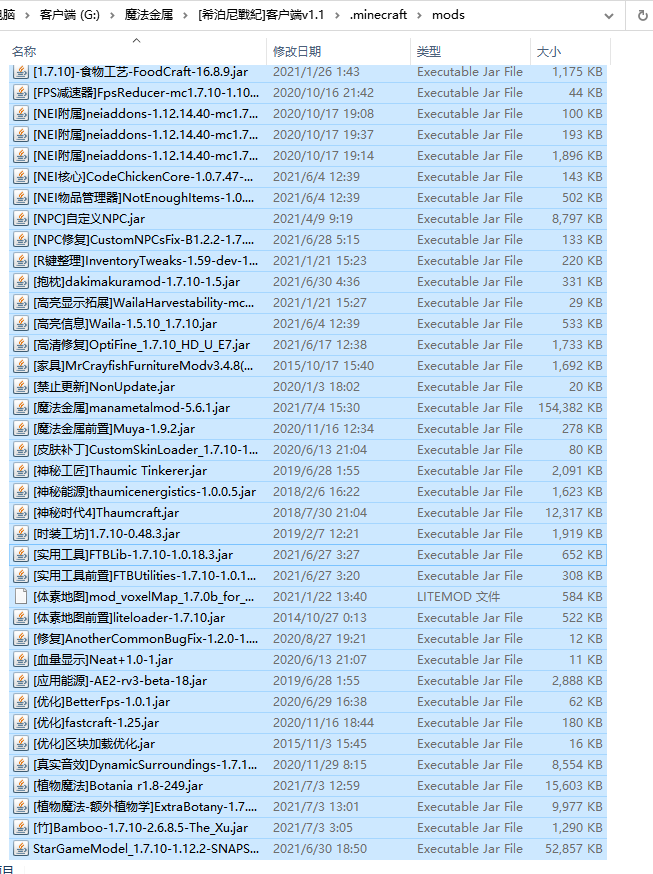 电脑 › 客户端 (G:) › 魔法金属 › [希泊尼戰紀]客户端v1.1 › .minecraft › mods
名称 修改日期 类型 大小
[1.7.10]-食物工艺-FoodCraft-16.8.9.jar 2021/1/26 1:43 Executable Jar File 1,175 KB
[FPS减速器]FpsReducer-mc1.7.10-1.10... 2020/10/16 21:42 Executable Jar File 44 KB
[NEI附属]neiaddons-1.12.14.40-mc1.7... 2020/10/17 19:08 Executable Jar File 100 KB
[NEI附属]neiaddons-1.12.14.40-mc1.7... 2020/10/17 19:37 Executable Jar File 193 KB
[NEI附属]neiaddons-1.12.14.40-mc1.7... 2020/10/17 19:14 Executable Jar File 1,896 KB
[NEI核心]CodeChickenCore-1.0.7.47-... 2021/6/4 12:39 Executable Jar File 143 KB
[NEI物品管理器]NotEnoughItems-1.0.... 2021/6/4 12:39 Executable Jar File 502 KB
[NPC]自定义NPC.jar 2021/4/9 9:19 Executable Jar File 8,797 KB
[NPC修复]CustomNPCsFix-B1.2.2-1.7.... 2021/6/28 5:15 Executable Jar File 133 KB
[R键整理]InventoryTweaks-1.59-dev-1... 2021/1/21 15:23 Executable Jar File 220 KB
[抱枕]dakimakuramod-1.7.10-1.5.jar 2021/6/30 4:36 Executable Jar File 331 KB
[高亮显示拓展]WailaHarvestability-mc... 2021/1/21 15:27 Executable Jar File 29 KB
[高亮信息]Waila-1.5.10_1.7.10.jar 2021/6/4 12:39 Executable Jar File 533 KB
[高清修复]OptiFine_1.7.10_HD_U_E7.jar 2021/6/17 12:38 Executable Jar File 1,733 KB
[家具]MrCrayfishFurnitureModv3.4.8(... 2015/10/17 15:40 Executable Jar File 1,692 KB
[禁止更新]NonUpdate.jar 2020/1/3 18:02 Executable Jar File 20 KB
[魔法金属]manametalmod-5.6.1.jar 2021/7/4 15:30 Executable Jar File 154,382 KB
[魔法金属前置]Muya-1.9.2.jar 2020/11/16 12:34 Executable Jar File 278 KB
[皮肤补丁]CustomSkinLoader_1.7.10-1... 2020/6/13 21:04 Executable Jar File 80 KB
[神秘工匠]Thaumic Tinkerer.jar 2019/6/28 1:55 Executable Jar File 2,091 KB
[神秘能源]thaumicenergistics-1.0.0.5.jar 2018/2/6 16:22 Executable Jar File 1,623 KB
[神秘时代4]Thaumcraft.jar 2018/7/30 21:04 Executable Jar File 12,317 KB
[时装工坊]1.7.10-0.48.3.jar 2019/2/7 12:21 Executable Jar File 1,919 KB
[实用工具]FTBLib-1.7.10-1.0.18.3.jar 2021/6/27 3:27 Executable Jar File 652 KB
[实用工具前置]FTBUtilities-1.7.10-1.0.1... 2021/6/27 3:20 Executable Jar File 308 KB
[体素地图]mod_voxelMap_1.7.0b_for_... 2021/1/22 13:40 LITEMOD 文件 584 KB
[体素地图前置]liteloader-1.7.10.jar 2014/10/27 0:13 Executable Jar File 522 KB
[修复]AnotherCommonBugFix-1.2.0-1.... 2020/8/27 19:21 Executable Jar File 12 KB
[血量显示]Neat+1.0-1.jar 2020/6/13 21:07 Executable Jar File 11 KB
[应用能源]-AE2-rv3-beta-18.jar 2019/6/28 1:55 Executable Jar File 2,888 KB
[优化]BetterFps-1.0.1.jar 2020/6/29 16:38 Executable Jar File 62 KB
[优化]fastcraft-1.25.jar 2020/11/16 18:44 Executable Jar File 180 KB
[优化]区块加载优化.jar 2015/11/3 15:45 Executable Jar File 16 KB
[真实音效]DynamicSurroundings-1.7.1... 2020/11/29 8:15 Executable Jar File 8,554 KB
[植物魔法]Botania r1.8-249.jar 2021/7/3 12:59 Executable Jar File 15,603 KB
[植物魔法-额外植物学]ExtraBotany-1.7.... 2021/7/3 13:01 Executable Jar File 9,977 KB
[竹]Bamboo-1.7.10-2.6.8.5-The_Xu.jar 2021/7/3 3:05 Executable Jar File 1,290 KB
StarGameModel_1.7.10-1.12.2-SNAPS... 2021/6/30 18:50 Executable Jar File 52,857 KB